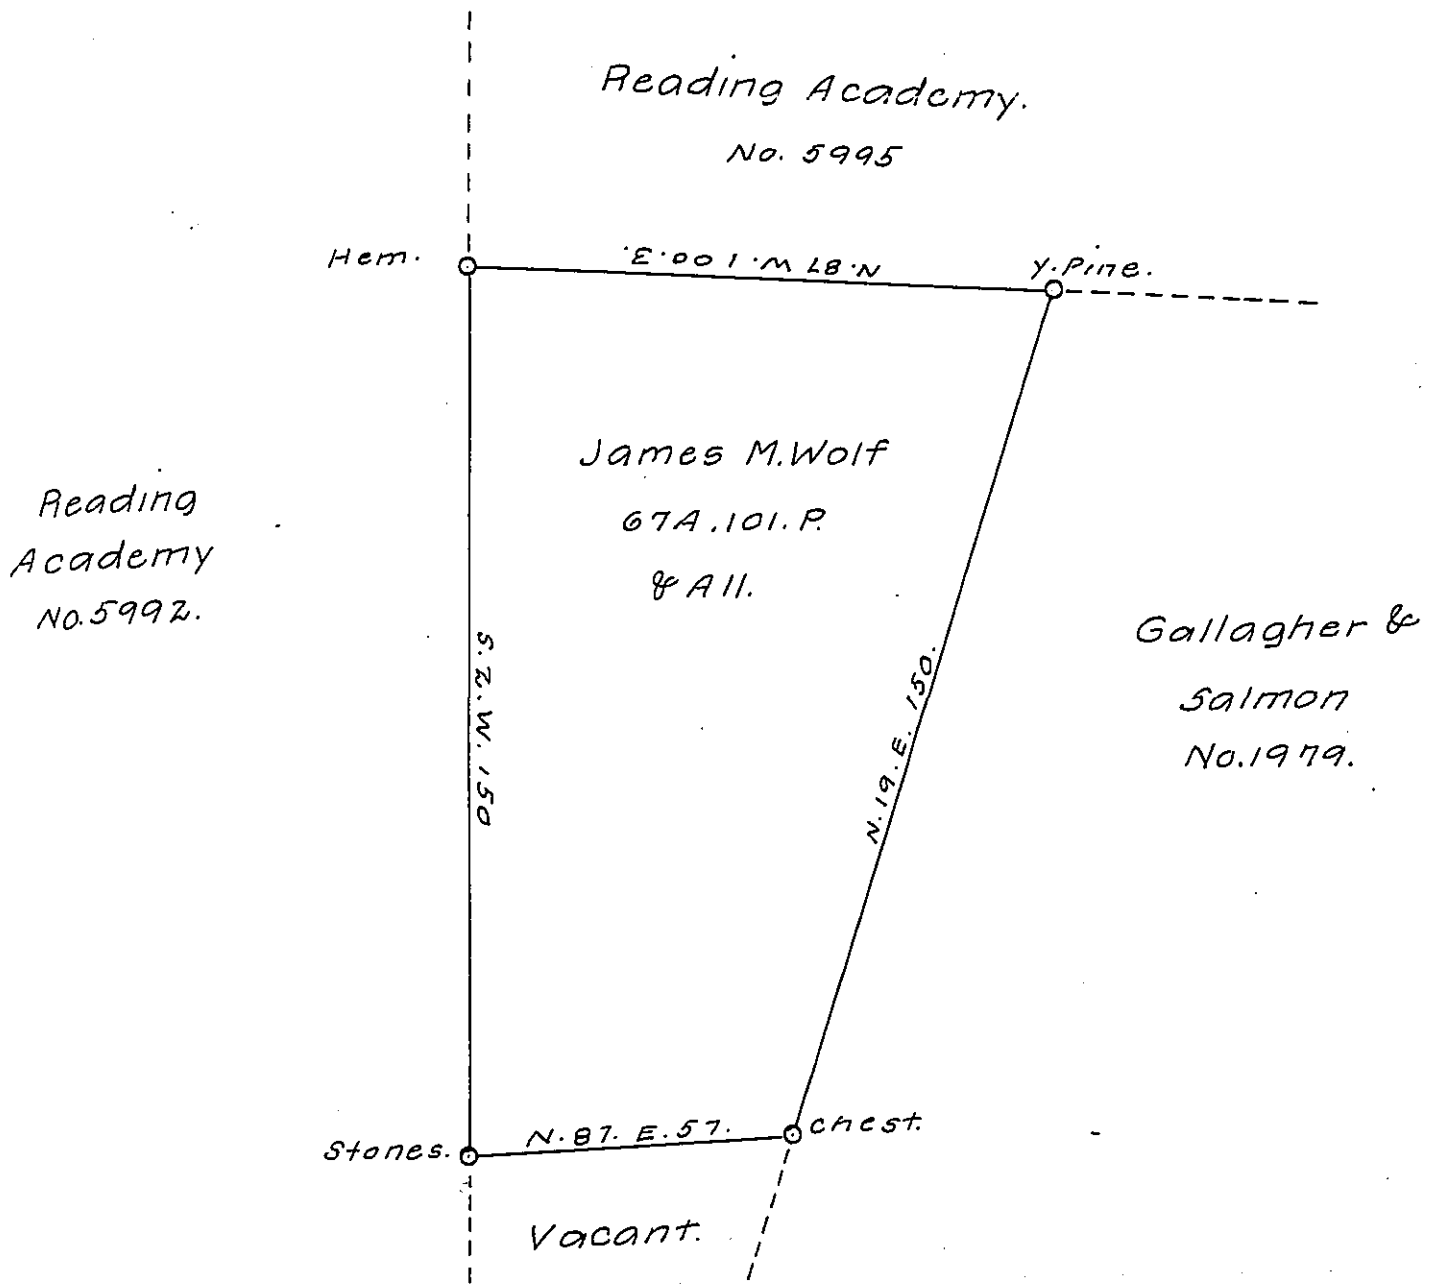 Reading Academy.
No. 5995
Hem.
N. 87 W. 100. E.
Y. Pine.
James M. Wolf
67A. 101. P.
& All.
Reading
Academy
No. 5992.
S. 2. W. 150
N. 19. E. 150.
Gallagher &
Salmon
No. 1979.
Stones.
N. 87. E. 57.
chest.
Vacant.